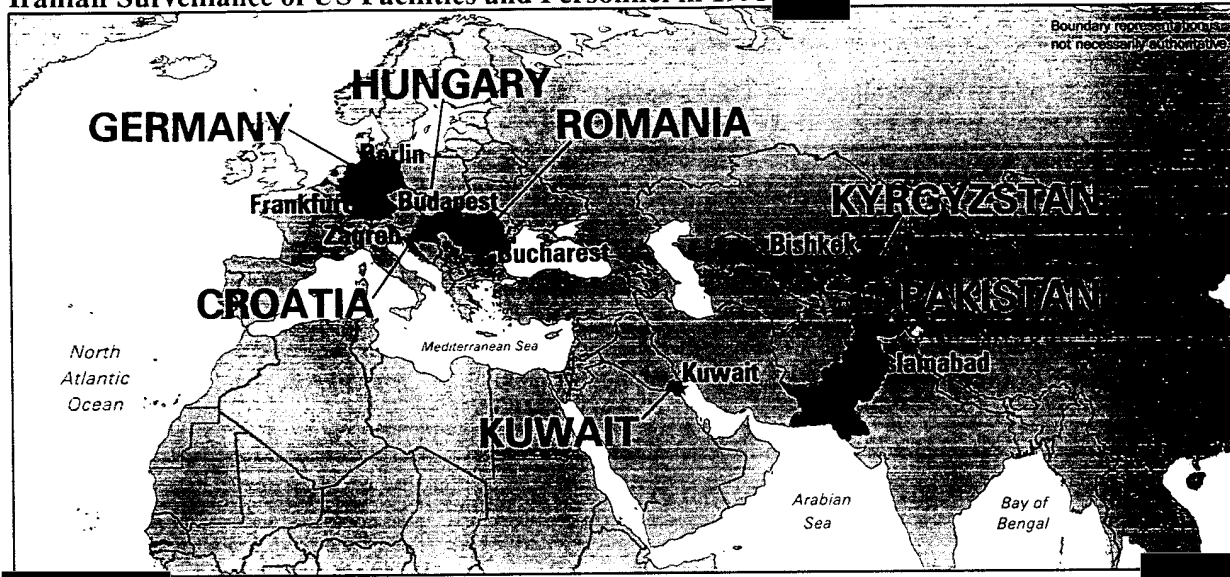 Iranian Surveillance of US Facilities and Personnel in
Boundary representation
not necessarily authoritative
HUNGARY
GERMANY
ROMANIA
Berlin
KYRGYZSTAN
Frankfurt
Budapest
Zagreb
Bishkek
Bucharest
CROATIA
PAKISTAN
Mediterranean Sea
North
Atlantic
Ocean
Kuwait
Islamabad
KUWAIT
Arabian
Sea
Bay of
Bengal